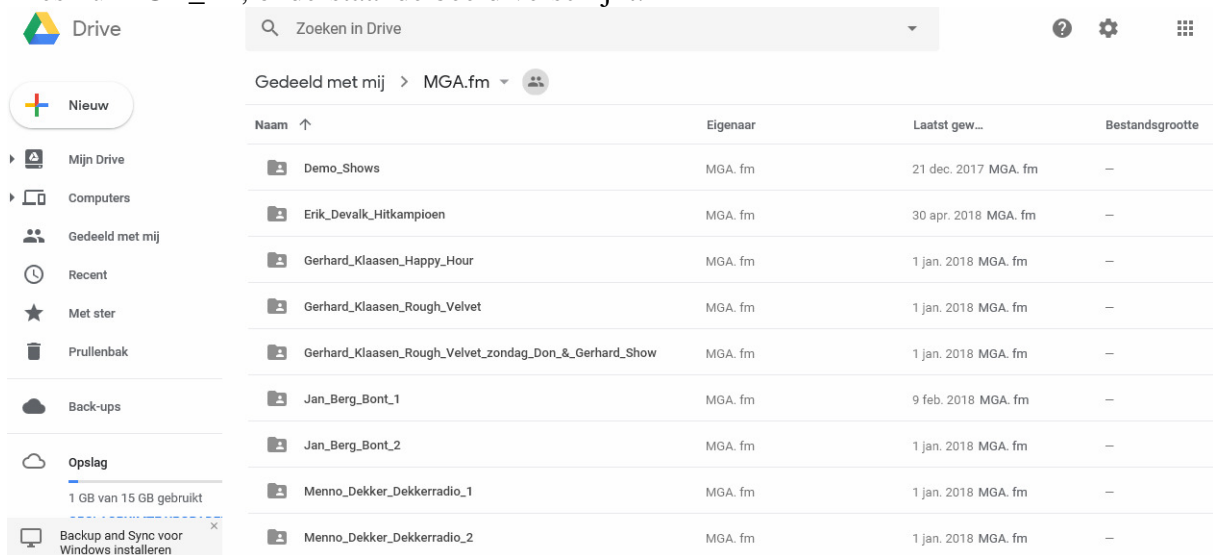 Drive
Zoeken in Drive
Gedeeld met mij > MGA.fm
Nieuw
Naam ↑ Eigenaar Laatst gew... Bestandsgrootte
Mijn Drive
Computers
Gedeeld met mij
Recent
Met ster
Prullenbak
Back-ups
Opslag
1 GB van 15 GB gebruikt
Backup and Sync voor
Windows installeren
Demo_Shows MGA. fm 21 dec. 2017 MGA. fm –
Erik_Devalk_Hitkampioen MGA. fm 30 apr. 2018 MGA. fm –
Gerhard_Klaasen_Happy_Hour MGA. fm 1 jan. 2018 MGA. fm –
Gerhard_Klaasen_Rough_Velvet MGA. fm 1 jan. 2018 MGA. fm –
Gerhard_Klaasen_Rough_Velvet_zondag_Don_&_Gerhard_Show MGA. fm 1 jan. 2018 MGA. fm –
Jan_Berg_Bont_1 MGA. fm 9 feb. 2018 MGA. fm –
Jan_Berg_Bont_2 MGA. fm 1 jan. 2018 MGA. fm –
Menno_Dekker_Dekkerradio_1 MGA. fm 1 jan. 2018 MGA. fm –
Menno_Dekker_Dekkerradio_2 MGA. fm 1 jan. 2018 MGA. fm –